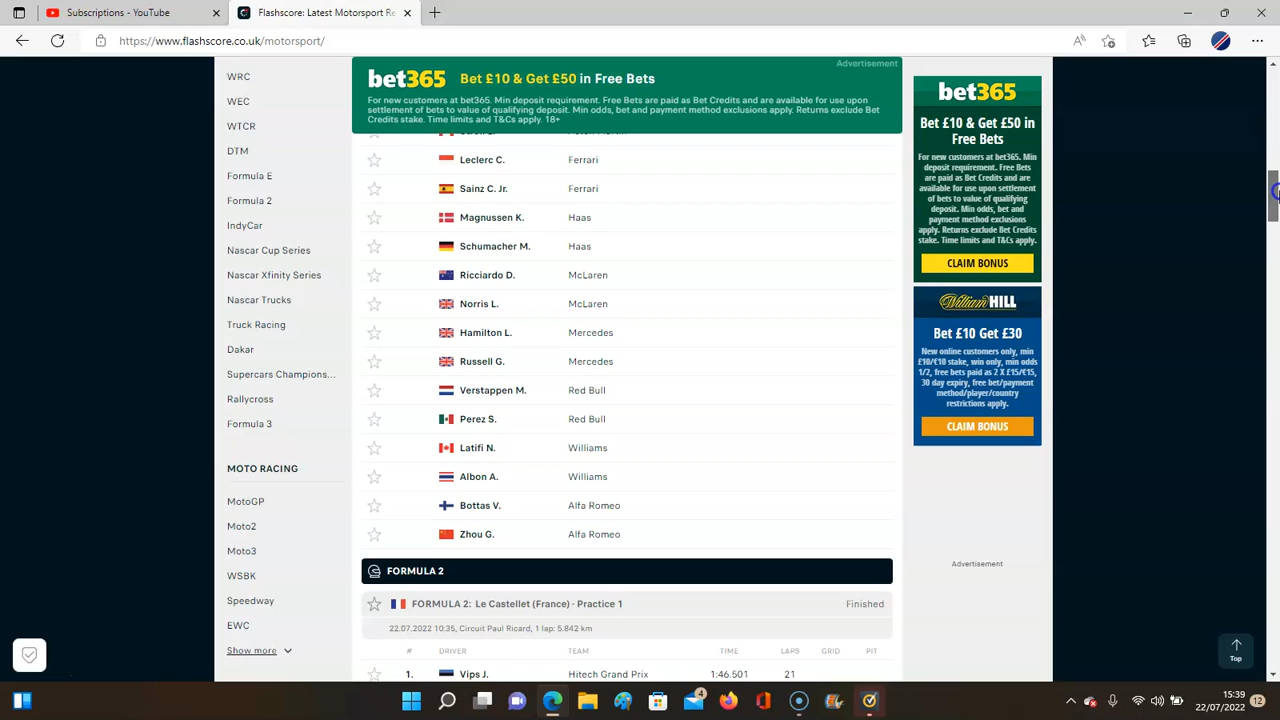 Subscriptions - YouTube
Flashscore: Latest Motorsport Re
https://www.flashscore.co.uk/motorsport/
WRC
WEC
WTCR
DTM
Formula E
Formula 2
IndyCar
Nascar Cup Series
Nascar Xfinity Series
Nascar Trucks
Truck Racing
Dakar
Supercars Champions...
Rallycross
Formula 3
MOTO RACING
MotoGP
Moto2
Moto3
WSBK
Speedway
EWC
Show more
Advertisement
bet365 Bet £10 & Get £50 in Free Bets
For new customers at bet365. Min deposit requirement. Free Bets are paid as Bet Credits and are available for use upon
settlement of bets to value of qualifying deposit. Min odds, bet and payment method exclusions apply. Returns exclude Bet
Credits stake. Time limits and T&Cs apply. 18+
Leclerc C. Ferrari
Sainz C. Jr. Ferrari
Magnussen K. Haas
Schumacher M. Haas
Ricciardo D. McLaren
Norris L. McLaren
Hamilton L. Mercedes
Russell G. Mercedes
Verstappen M. Red Bull
Perez S. Red Bull
Latifi N. Williams
Albon A. Williams
Bottas V. Alfa Romeo
Zhou G. Alfa Romeo
FORMULA 2
FORMULA 2: Le Castellet (France) · Practice 1 Finished
22.07.2022 10:35, Circuit Paul Ricard, 1 lap: 5.842 km
# DRIVER TEAM TIME LAPS GRID PIT
1. Vips J. Hitech Grand Prix 1:46.501 21
bet365
Bet £10 & Get £50 in
Free Bets
For new customers at bet365. Min
deposit requirement. Free Bets
are paid as Bet Credits and are
available for use upon settlement
of bets to value of qualifying
deposit. Min odds, bet and
payment method exclusions
apply. Returns exclude Bet Credits
stake. Time limits and T&Cs apply.
CLAIM BONUS
William HILL
Bet £10 Get £30
New online customers only, min
£10/€10 stake, win only, min odds
1/2, free bets paid as 2 X £15/€15,
30 day expiry, free bet/payment
method/player/country
restrictions apply.
CLAIM BONUS
Advertisement
Top
4
15:39
22/07/2022
12